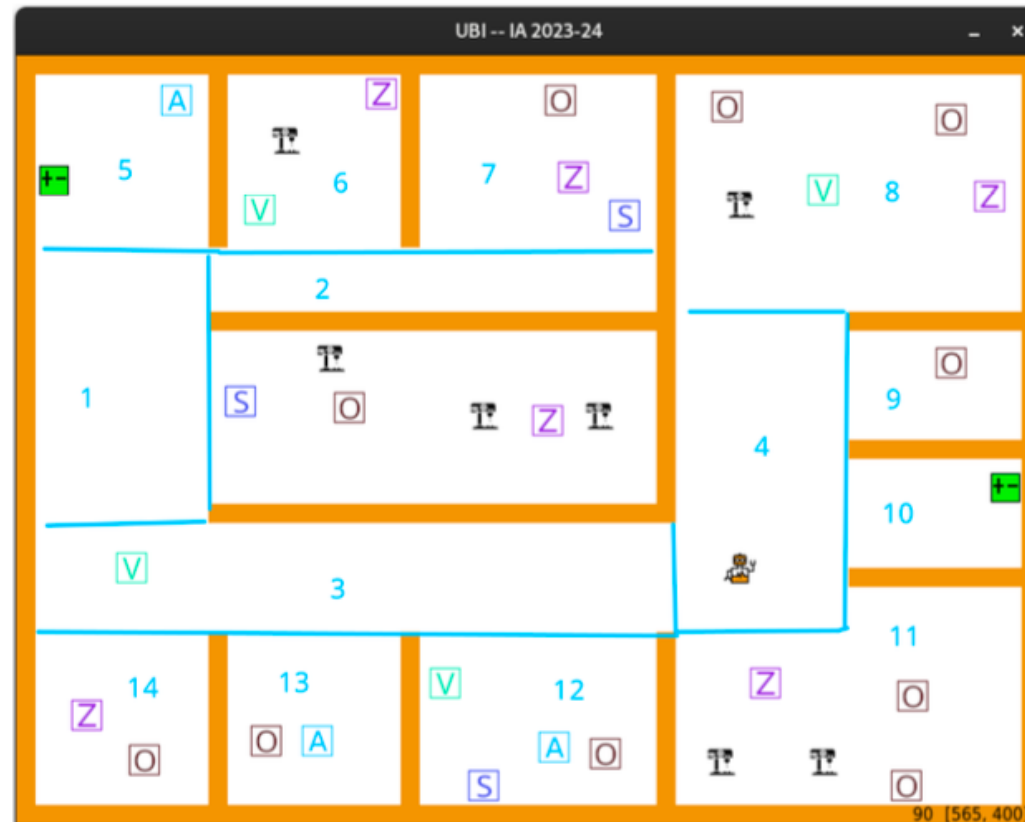 UBI -- IA 2023-24
A
Z
O
O
O
+-
5
6
7
Z
8
V
Z
V
S
2
O
1
S
O
Z
4
9
+-
10
V
3
11
14
13
V
12
Z
O
Z
O
A
A
O
O
S
O
90 [565, 400